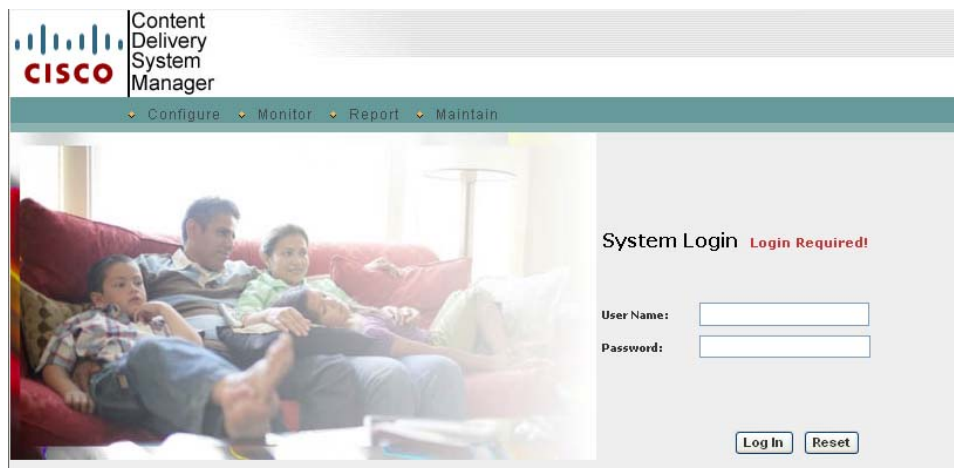 Content
Delivery
System
Manager
CISCO
Configure Monitor Report Maintain
System Login Login Required!
User Name:
Password:
Log In Reset